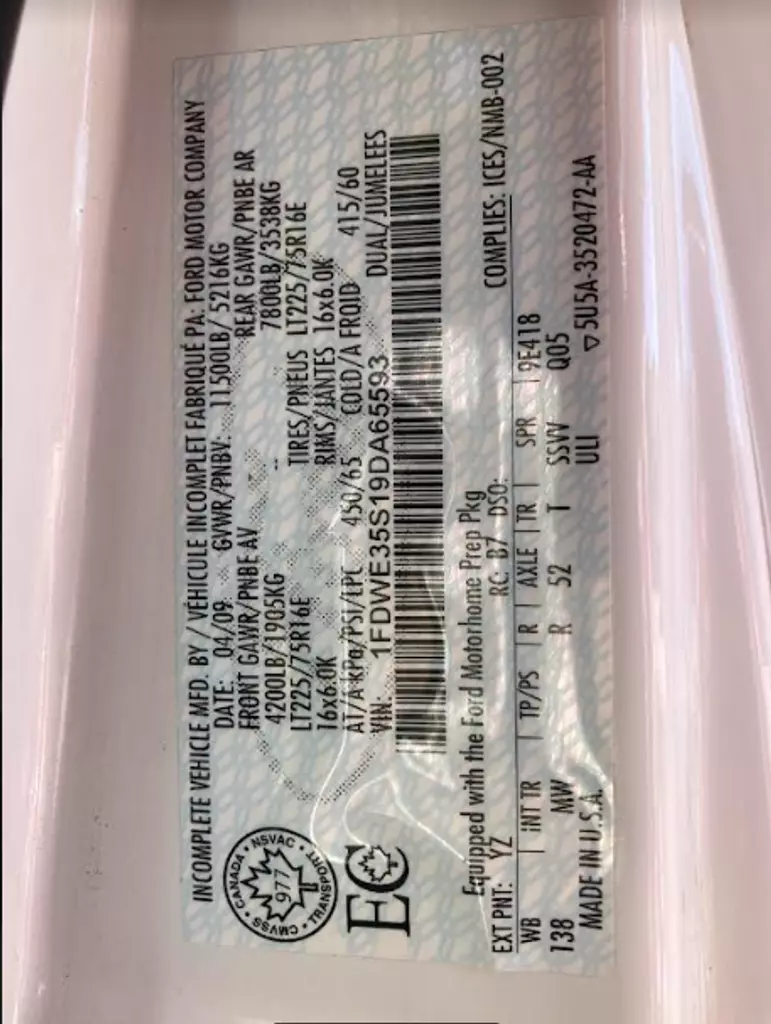 INCOMPLETE VEHICLE MFD. BY / VÉHICULE INCOMPLET FABRIQUÉ PA: FORD MOTOR COMPANY
DATE: 04/09 GVWR/PNBV: 11500LB/ 5216KG
FRONT GAWR/PNBE AV REAR GAWR/PNBE AR
4200LB/1905KG -- 7800LB/3538KG
LT225/75R16E TIRES/PNEUS LT225/75R16E
16x6.0K RIMS/JANTES 16x6.0K
AT/A kPa/PSI/LPC 450/65 COLD/A FROID 415/60
VIN: 1FDWE35S19DA65593 DUAL/JUMELEES
CANADA • NSVAC • TRANSPORT • CMVSS •
977
EC
Equipped with the Ford Motorhome Prep Pkg
EXT PNT: YZ RC: B7 DSO: COMPLIES: ICES/NMB-002
WB | INT TR | TP/PS | R | AXLE | TR | SPR | 9E418
138 MW R 52 T SSVV Q05
MADE IN U.S.A. ULI ▽5U5A-3520472-AA